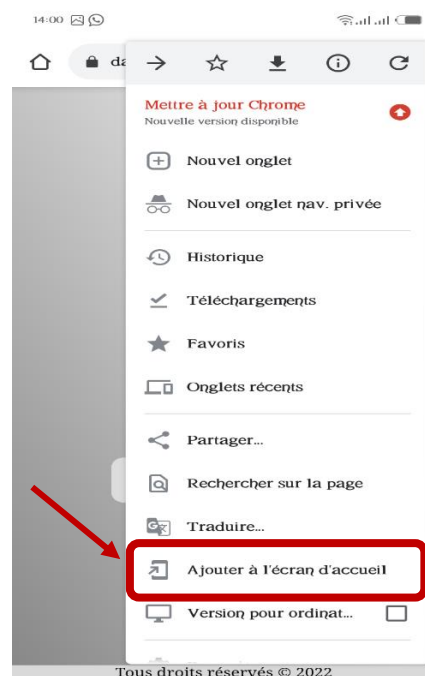 14:00
da
Mettre à jour Chrome
Nouvelle version disponible
Nouvel onglet
Nouvel onglet nav. privée
Historique
Téléchargements
Favoris
Onglets récents
Partager...
Rechercher sur la page
Traduire...
Ajouter à l'écran d'accueil
Version pour ordinat...
Tous droits réservés © 2022